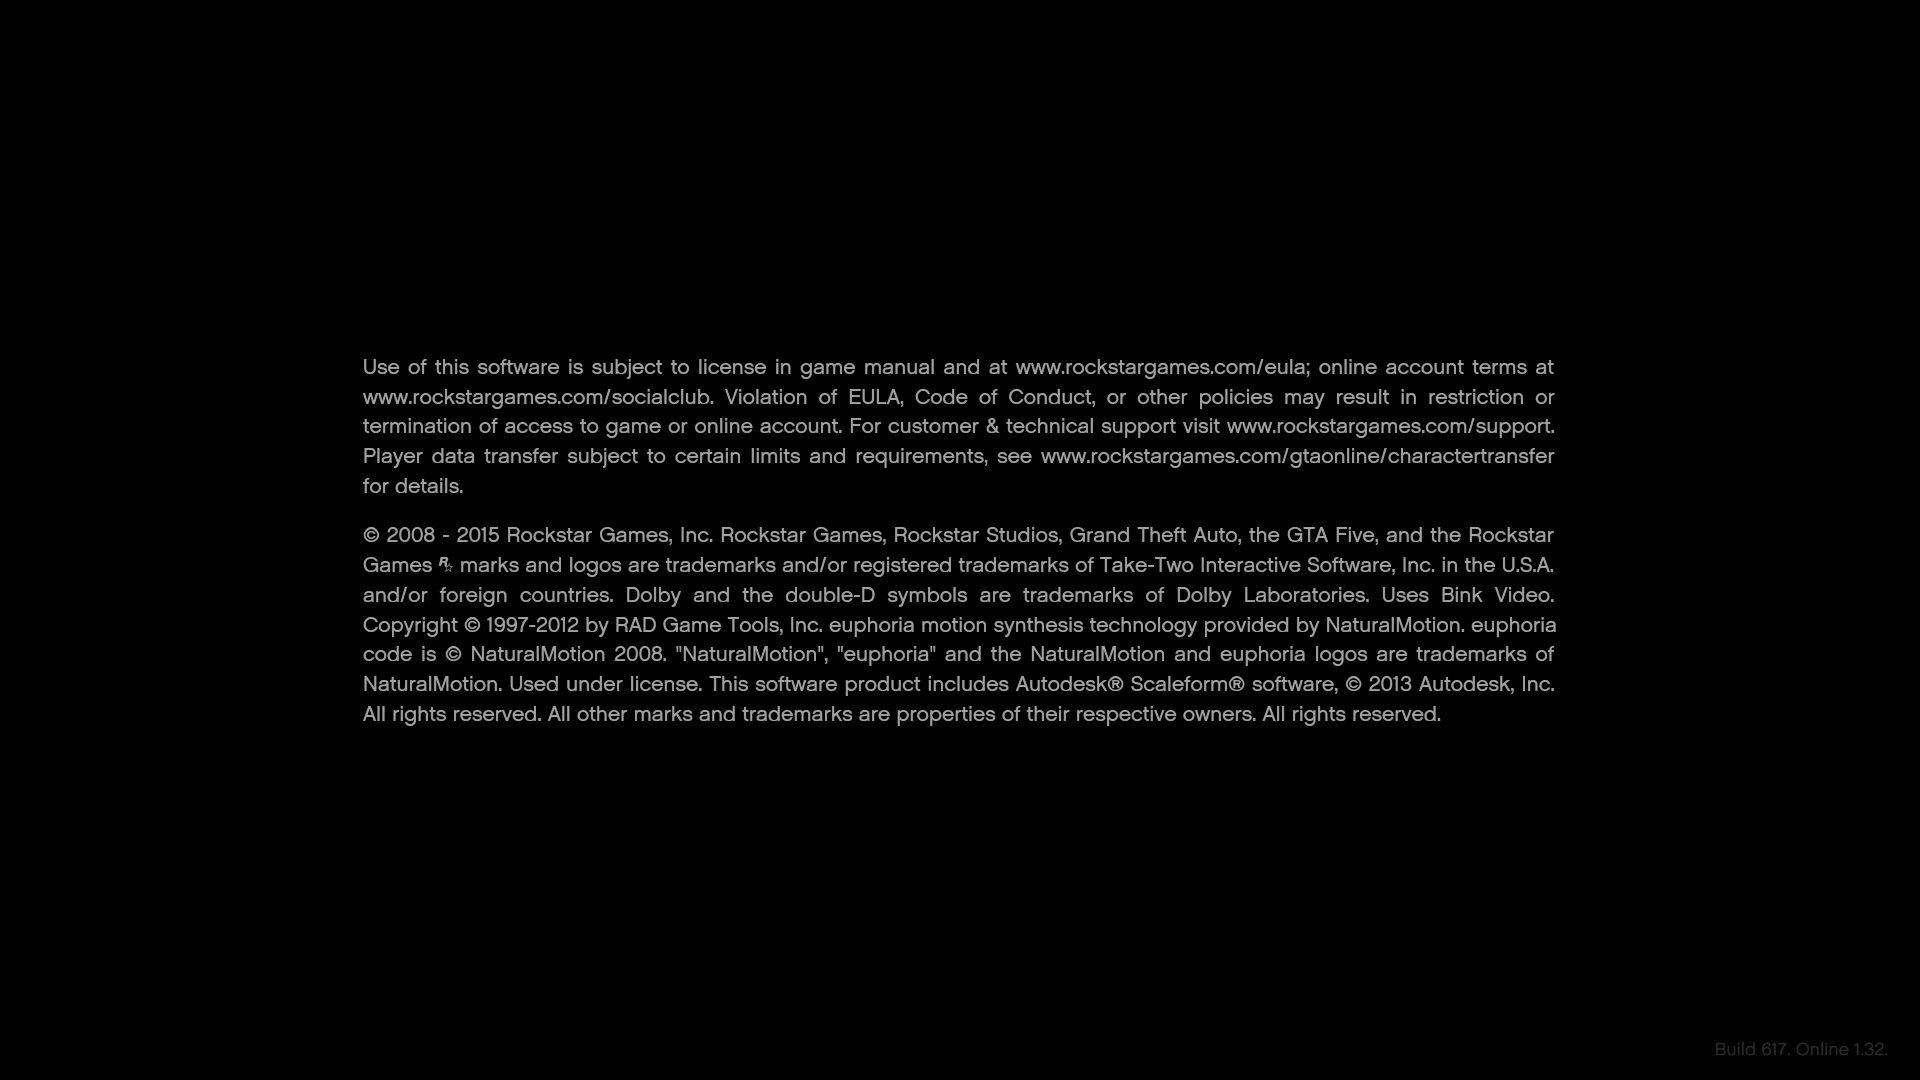 Use of this software is subject to license in game manual and at www.rockstargames.com/eula; online account terms at
www.rockstargames.com/socialclub. Violation of EULA, Code of Conduct, or other policies may result in restriction or
termination of access to game or online account. For customer & technical support visit www.rockstargames.com/support.
Player data transfer subject to certain limits and requirements, see www.rockstargames.com/gtaonline/charactertransfer
for details.
© 2008 - 2015 Rockstar Games, Inc. Rockstar Games, Rockstar Studios, Grand Theft Auto, the GTA Five, and the Rockstar
Games R☆ marks and logos are trademarks and/or registered trademarks of Take-Two Interactive Software, Inc. in the U.S.A.
and/or foreign countries. Dolby and the double-D symbols are trademarks of Dolby Laboratories. Uses Bink Video.
Copyright © 1997-2012 by RAD Game Tools, Inc. euphoria motion synthesis technology provided by NaturalMotion. euphoria
code is © NaturalMotion 2008. "NaturalMotion", "euphoria" and the NaturalMotion and euphoria logos are trademarks of
NaturalMotion. Used under license. This software product includes Autodesk® Scaleform® software, © 2013 Autodesk, Inc.
All rights reserved. All other marks and trademarks are properties of their respective owners. All rights reserved.
Build 617. Online 1.32.